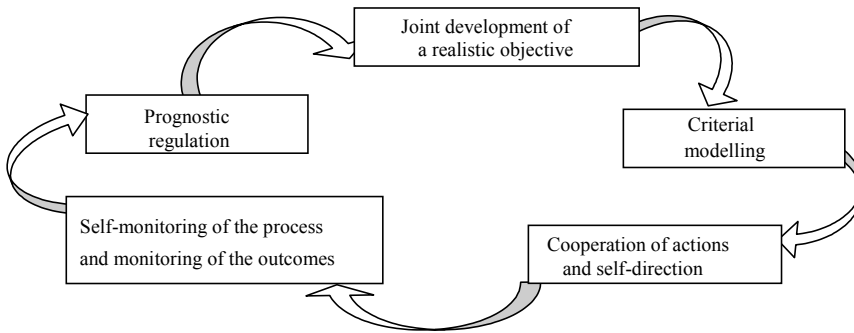 Joint development of
a realistic objective
Prognostic
regulation
Criterial
modelling
Self-monitoring of the process
and monitoring of the outcomes
Cooperation of actions
and self-direction